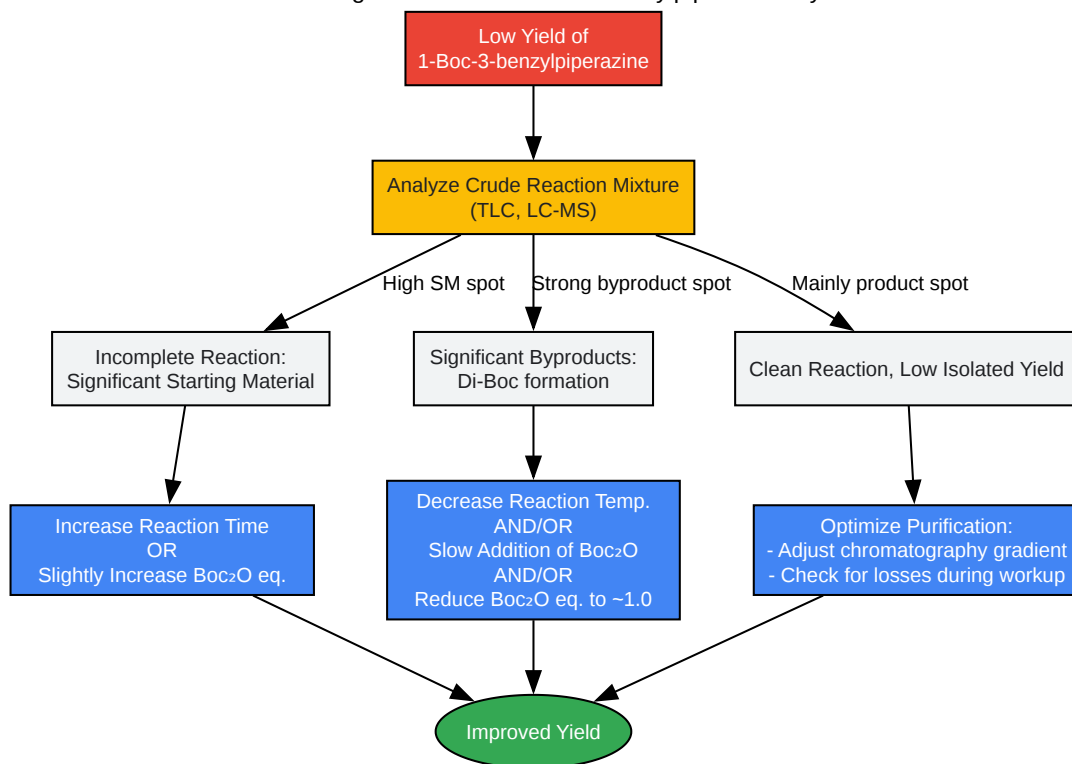 Low Yield of
1-Boc-3-benzylpiperazine
Analyze Crude Reaction Mixture
(TLC, LC-MS)
High SM spot
Strong byproduct spot
Mainly product spot
Incomplete Reaction:
Significant Starting Material
Significant Byproducts:
Di-Boc formation
Clean Reaction, Low Isolated Yield
Increase Reaction Time
OR
Slightly Increase Boc₂O eq.
Decrease Reaction Temp.
AND/OR
Slow Addition of Boc₂O
AND/OR
Reduce Boc₂O eq. to ~1.0
Optimize Purification:
- Adjust chromatography gradient
- Check for losses during workup
Improved Yield